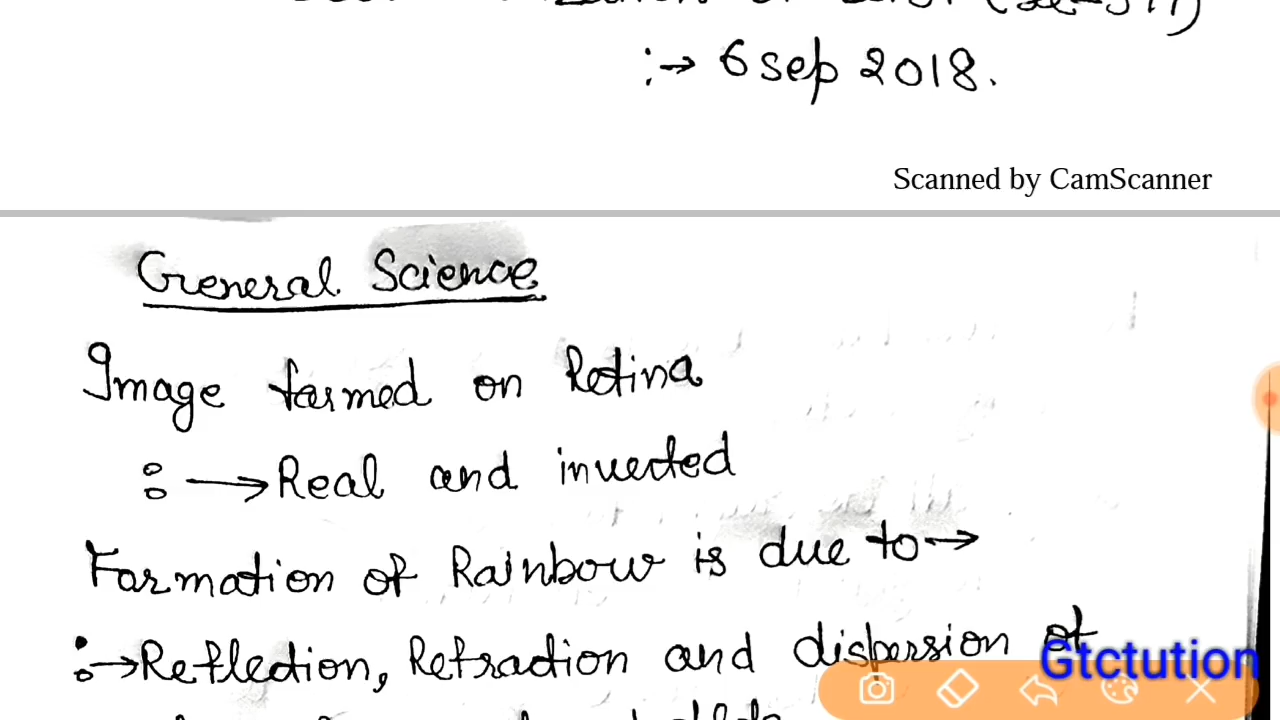 :→ 6 sep 2018.
Scanned by CamScanner
General Science
Image formed on Retina
:→ Real and inverted
Formation of Rainbow is due to →
:→ Reflection, Refraction and dispersion of
Gtctution